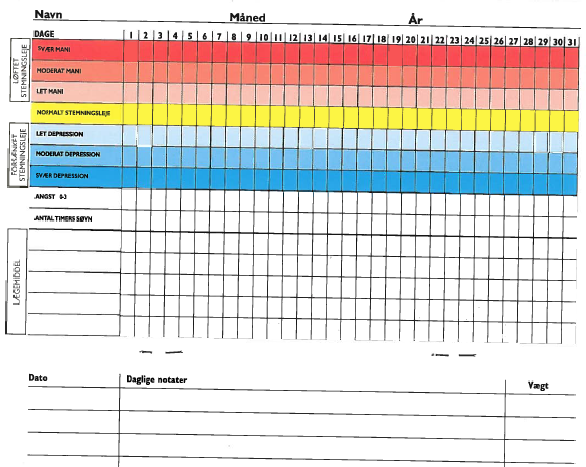 Navn Måned År
DAGE 1 2 3 4 5 6 7 8 9 10 11 12 13 14 15 16 17 18 19 20 21 22 23 24 25 26 27 28 29 30 31
LØFTET STEMNINGSLEJE
SVÆR MANI
MODERAT MANI
LET MANI
NORMALT STEMNINGSLEJE
STEMNINGSLEJE
LET DEPRESSION
MODERAT DEPRESSION
SVÆR DEPRESSION
ANGST 0-3
ANTAL TIMER SØVN
LÆGEMIDDEL
Dato Daglige notater Vægt